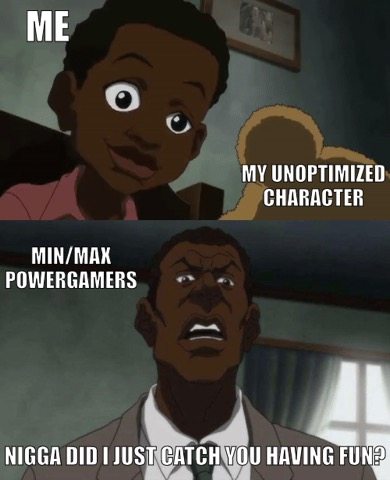 ME
MY UNOPTIMIZED
CHARACTER
MIN/MAX
POWERGAMERS
NIGGA DID I JUST CATCH YOU HAVING FUN?